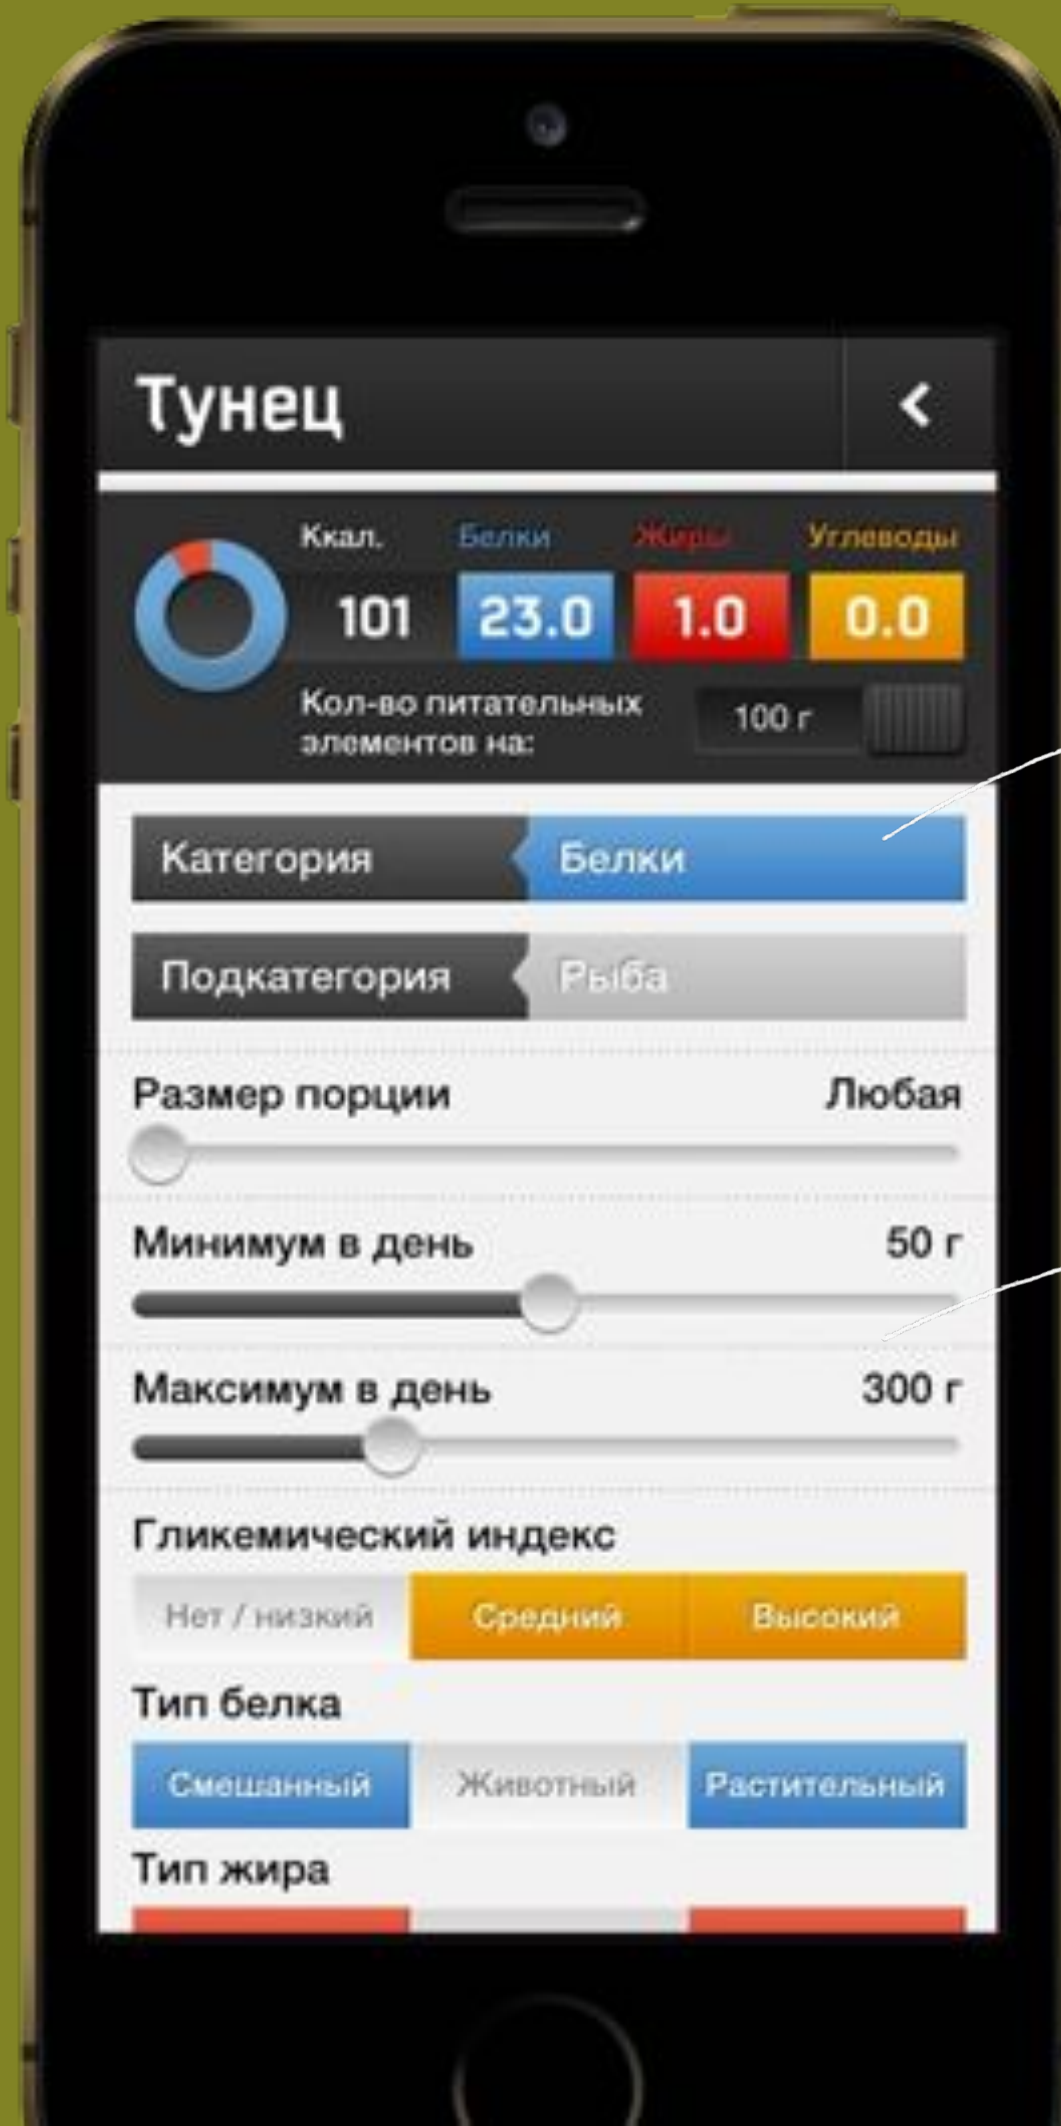 Тунец
Ккал. Белки Жиры Углеводы
101 23.0 1.0 0.0
Кол-во питательных
элементов на:
100 г
Категория Белки
Подкатегория Рыба
Размер порции Любая
Минимум в день 50 г
Максимум в день 300 г
Гликемический индекс
Нет / низкий Средний Высокий
Тип белка
Смешанный Животный Растительный
Тип жира